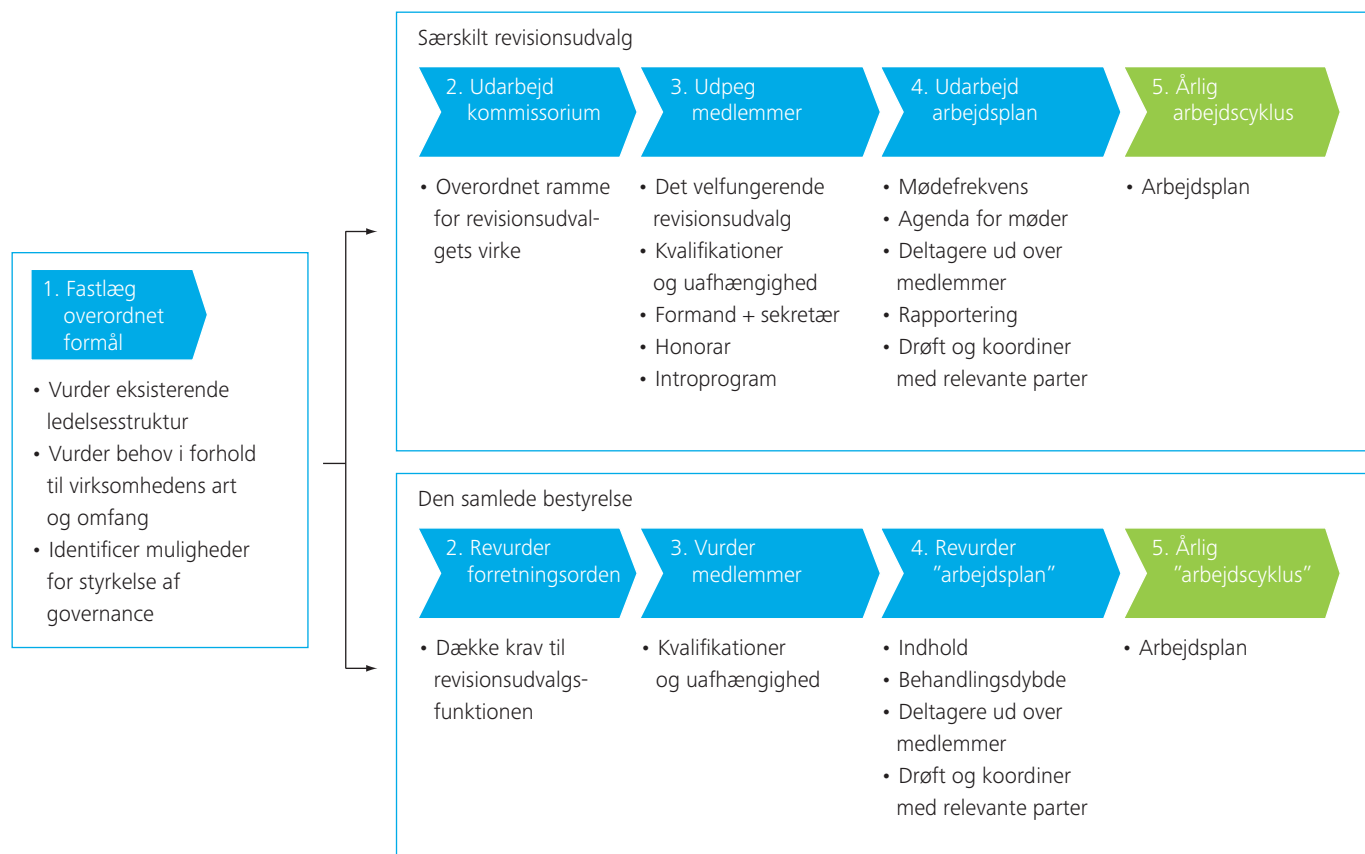 1. Fastlæg
overordnet
formål
• Vurder eksisterende
ledelsesstruktur
• Vurder behov i forhold
til virksomhedens art
og omfang
• Identificer muligheder
for styrkelse af
governance
Særskilt revisionsudvalg
2. Udarbejd
kommissorium
• Overordnet ramme
for revisionsudval-
gets virke
3. Udpeg
medlemmer
• Det velfungerende
revisionsudvalg
• Kvalifikationer
og uafhængighed
• Formand + sekretær
• Honorar
• Introprogram
4. Udarbejd
arbejdsplan
• Mødefrekvens
• Agenda for møder
• Deltagere ud over
medlemmer
• Rapportering
• Drøft og koordiner
med relevante parter
5. Årlig
arbejdscyklus
• Arbejdsplan
Den samlede bestyrelse
2. Revurder
forretningsorden
• Dække krav til
revisionsudvalgs-
funktionen
3. Vurder
medlemmer
• Kvalifikationer
og uafhængighed
4. Revurder
”arbejdsplan”
• Indhold
• Behandlingsdybde
• Deltagere ud over
medlemmer
• Drøft og koordiner
med relevante parter
5. Årlig
”arbejdscyklus”
• Arbejdsplan